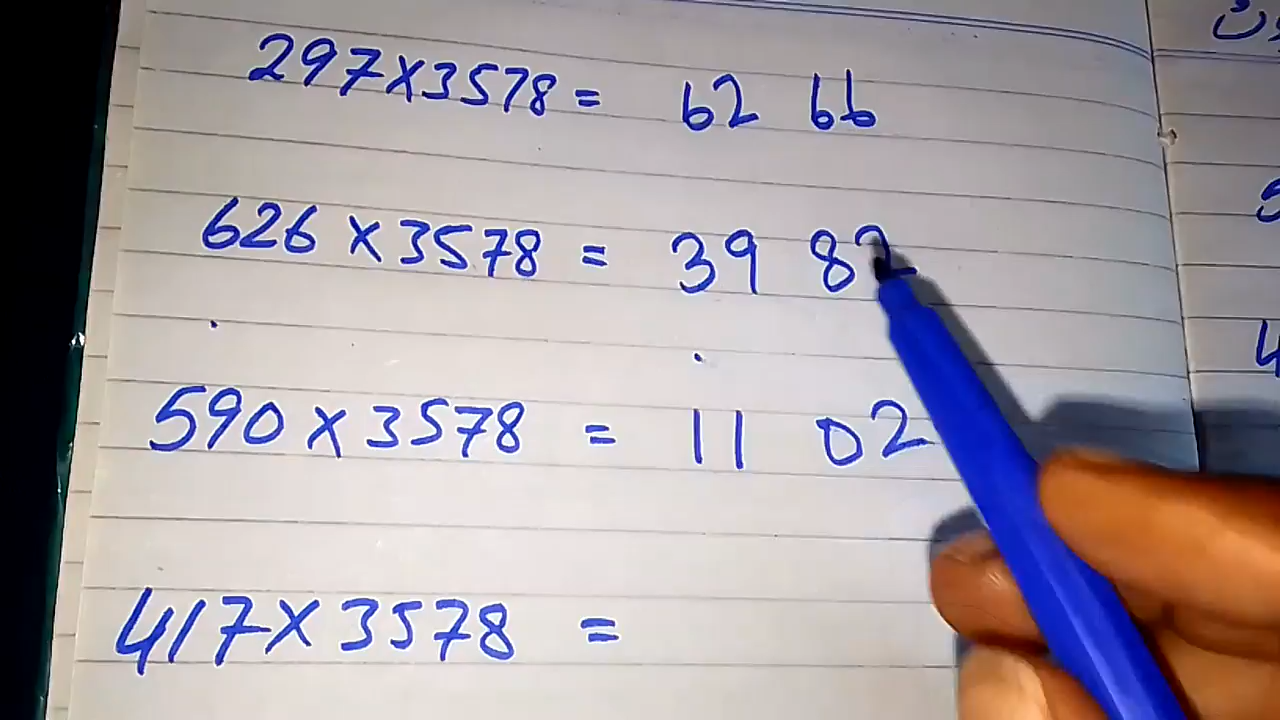 297×3578= 62 66
626×3578 = 39 82
590×3578 = 11 02
417×3578 =